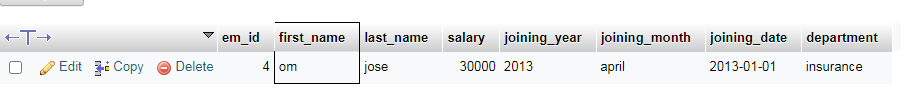 em_id first_name last_name salary joining_year joining_month joining_date department
Edit Copy Delete 4 om jose 30000 2013 april 2013-01-01 insurance